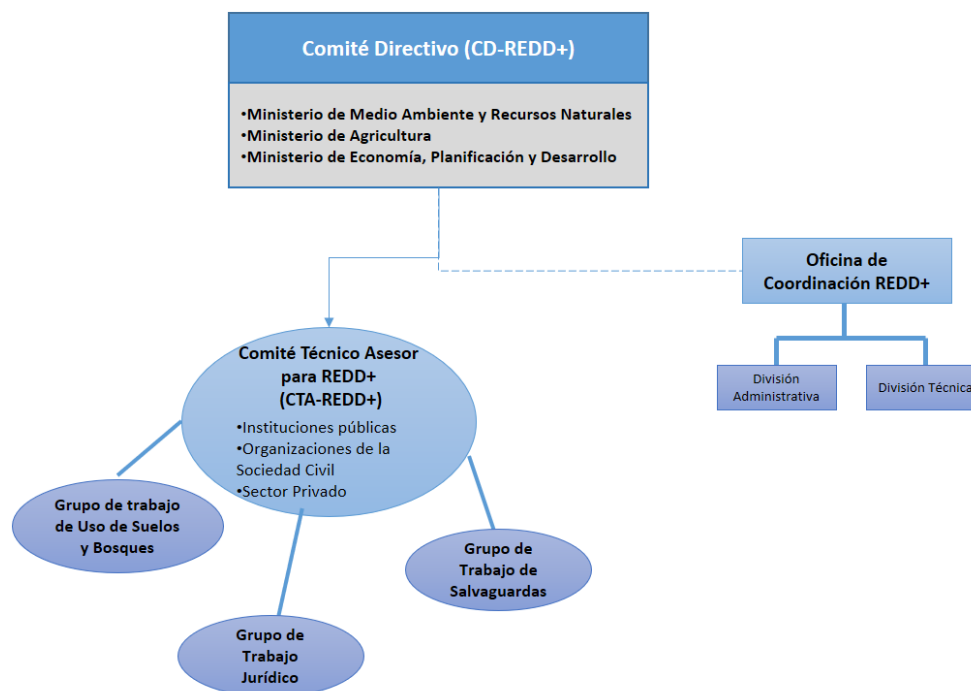 Comité Directivo (CD-REDD+)
•Ministerio de Medio Ambiente y Recursos Naturales
•Ministerio de Agricultura
•Ministerio de Economía, Planificación y Desarrollo
Oficina de
Coordinación REDD+
División
Administrativa
División Técnica
Comité Técnico Asesor
para REDD+
(CTA-REDD+)
•Instituciones públicas
•Organizaciones de la
Sociedad Civil
•Sector Privado
Grupo de trabajo
de Uso de Suelos
y Bosques
Grupo de
Trabajo de
Salvaguardas
Grupo de
Trabajo
Jurídico